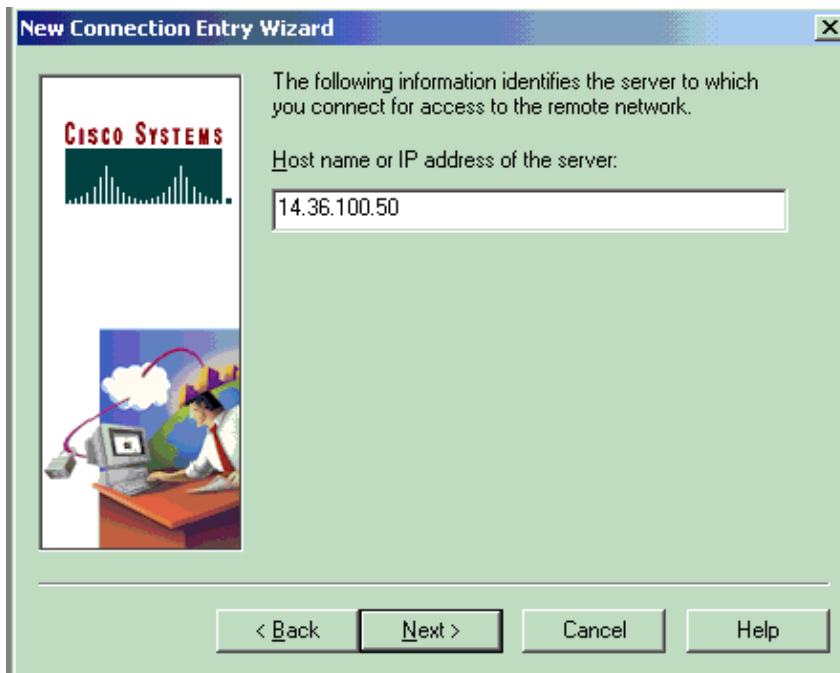 New Connection Entry Wizard
CISCO SYSTEMS
The following information identifies the server to which
you connect for access to the remote network.
Host name or IP address of the server:
14.36.100.50
< Back
Next >
Cancel
Help